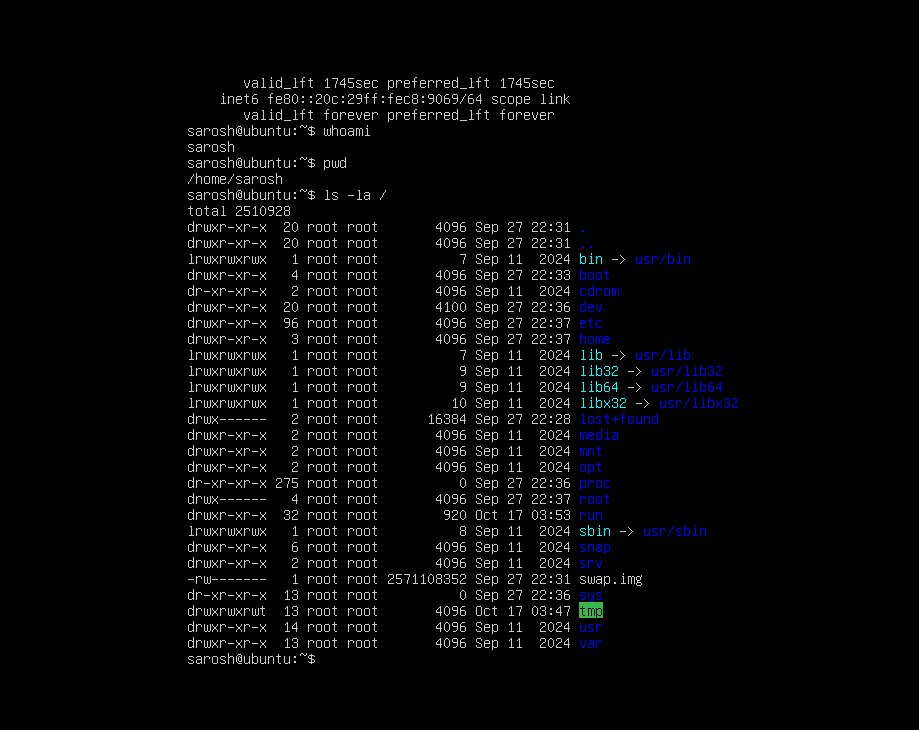 valid_lft 1745sec preferred_lft 1745sec
inet6 fe80::20c:29ff:fec8:9069/64 scope link
valid_lft forever preferred_lft forever
sarosh@ubuntu:~$ whoami
sarosh
sarosh@ubuntu:~$ pwd
/home/sarosh
sarosh@ubuntu:~$ ls -la /
total 2510928
drwxr-xr-x  20 root root       4096 Sep 27 22:31 .
drwxr-xr-x  20 root root       4096 Sep 27 22:31 ..
lrwxrwxrwx   1 root root          7 Sep 11  2024 bin -> usr/bin
drwxr-xr-x   4 root root       4096 Sep 27 22:33 boot
dr-xr-xr-x   2 root root       4096 Sep 11  2024 cdrom
drwxr-xr-x  20 root root       4100 Sep 27 22:36 dev
drwxr-xr-x  96 root root       4096 Sep 27 22:37 etc
drwxr-xr-x   3 root root       4096 Sep 27 22:37 home
lrwxrwxrwx   1 root root          7 Sep 11  2024 lib -> usr/lib
lrwxrwxrwx   1 root root          9 Sep 11  2024 lib32 -> usr/lib32
lrwxrwxrwx   1 root root          9 Sep 11  2024 lib64 -> usr/lib64
lrwxrwxrwx   1 root root         10 Sep 11  2024 libx32 -> usr/libx32
drwx------   2 root root      16384 Sep 27 22:28 lost+found
drwxr-xr-x   2 root root       4096 Sep 11  2024 media
drwxr-xr-x   2 root root       4096 Sep 11  2024 mnt
drwxr-xr-x   2 root root       4096 Sep 11  2024 opt
dr-xr-xr-x 275 root root          0 Sep 27 22:36 proc
drwx------   4 root root       4096 Sep 27 22:37 root
drwxr-xr-x  32 root root        920 Oct 17 03:53 run
lrwxrwxrwx   1 root root          8 Sep 11  2024 sbin -> usr/sbin
drwxr-xr-x   6 root root       4096 Sep 11  2024 snap
drwxr-xr-x   2 root root       4096 Sep 11  2024 srv
-rw-------   1 root root 2571108352 Sep 27 22:31 swap.img
dr-xr-xr-x  13 root root          0 Sep 27 22:36 sys
drwxrwxrwt  13 root root       4096 Oct 17 03:47 tmp
drwxr-xr-x  14 root root       4096 Sep 11  2024 usr
drwxr-xr-x  13 root root       4096 Sep 11  2024 var
sarosh@ubuntu:~$